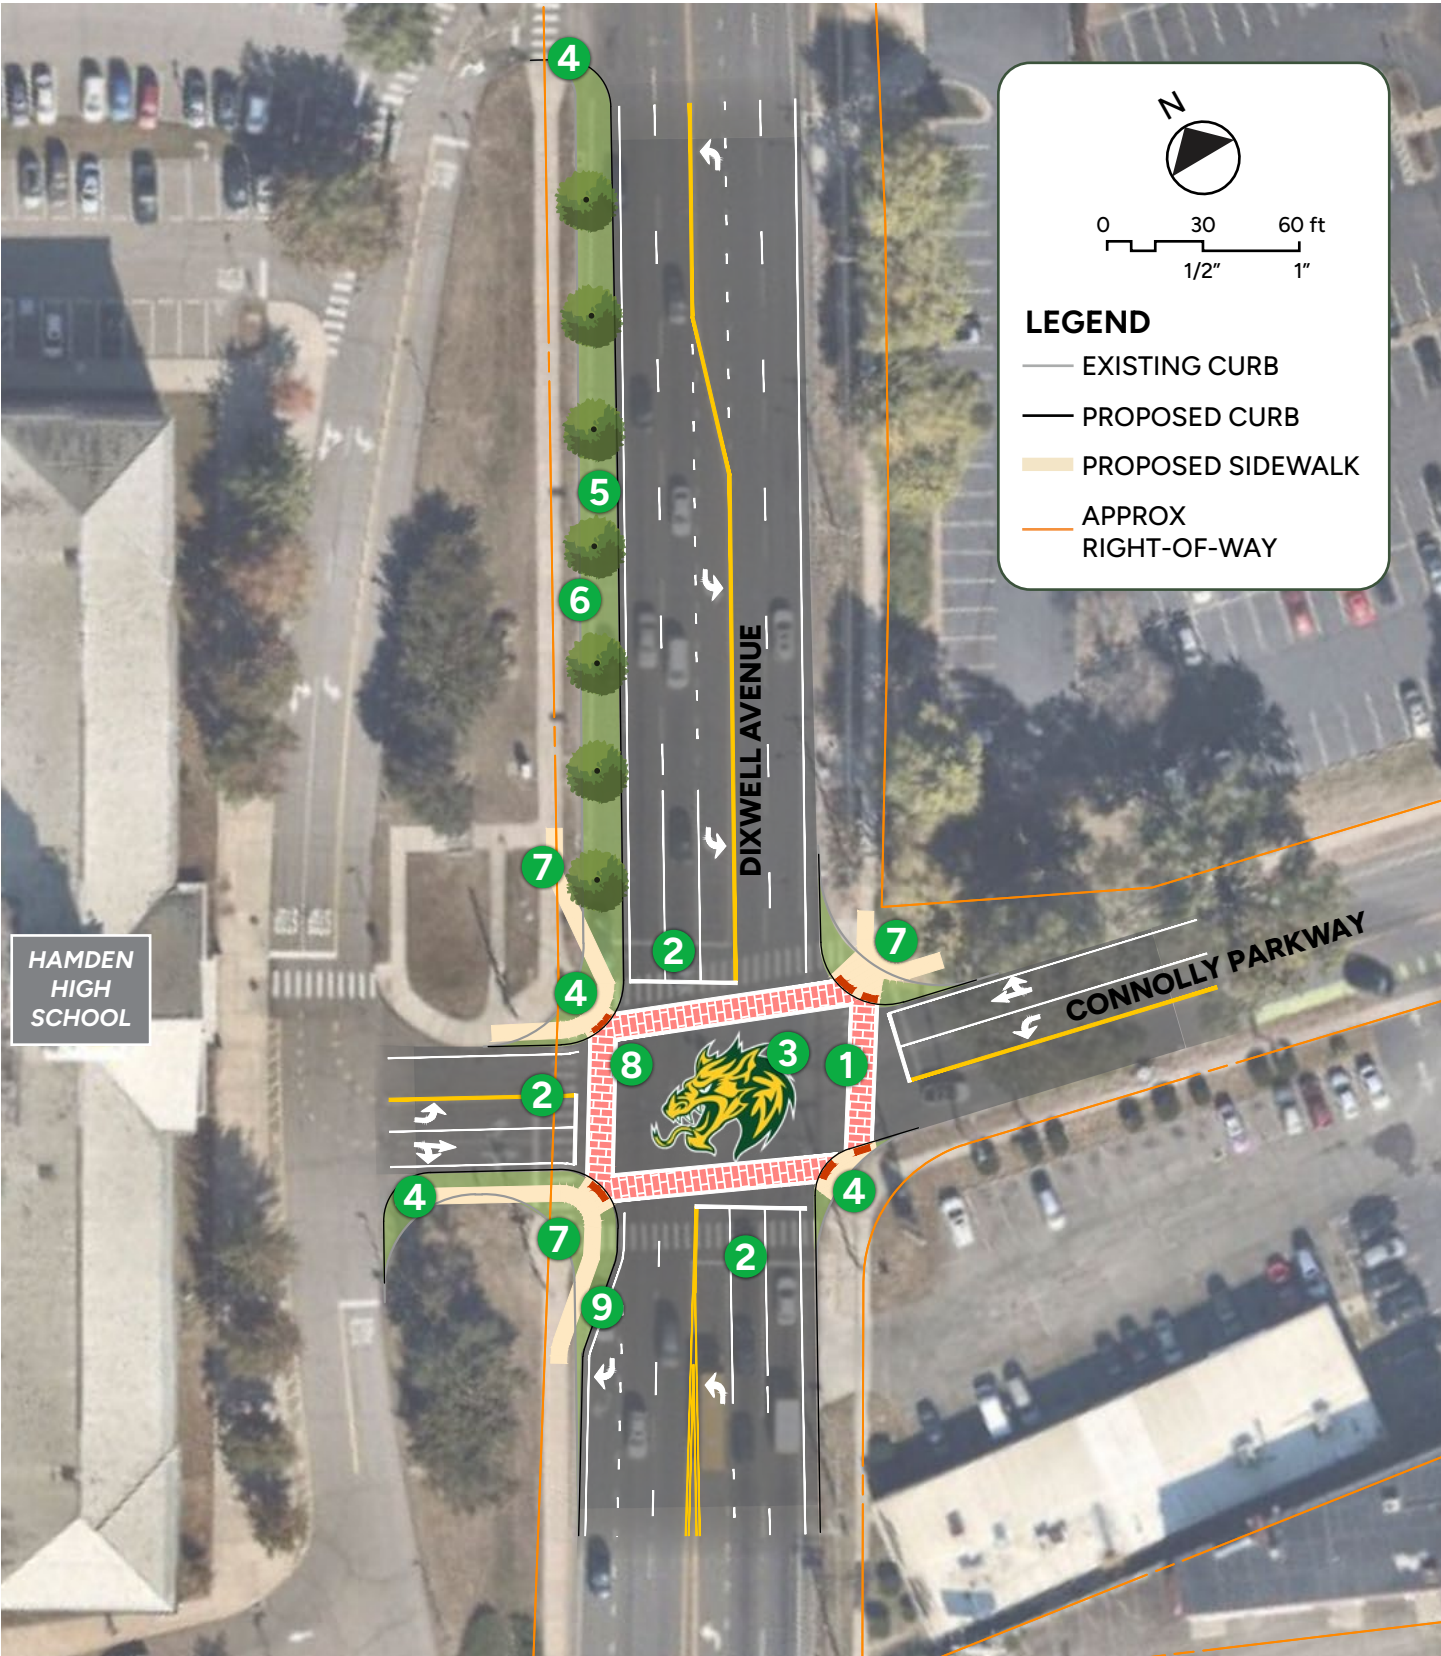 4
N
0 30 60 ft
1/2" 1"
LEGEND
EXISTING CURB
PROPOSED CURB
PROPOSED SIDEWALK
APPROX
RIGHT-OF-WAY
5
6
DIXWELL AVENUE
7
2
7
CONNOLLY PARKWAY
HAMDEN
HIGH
SCHOOL
4
8
3
1
2
4
7
4
2
9